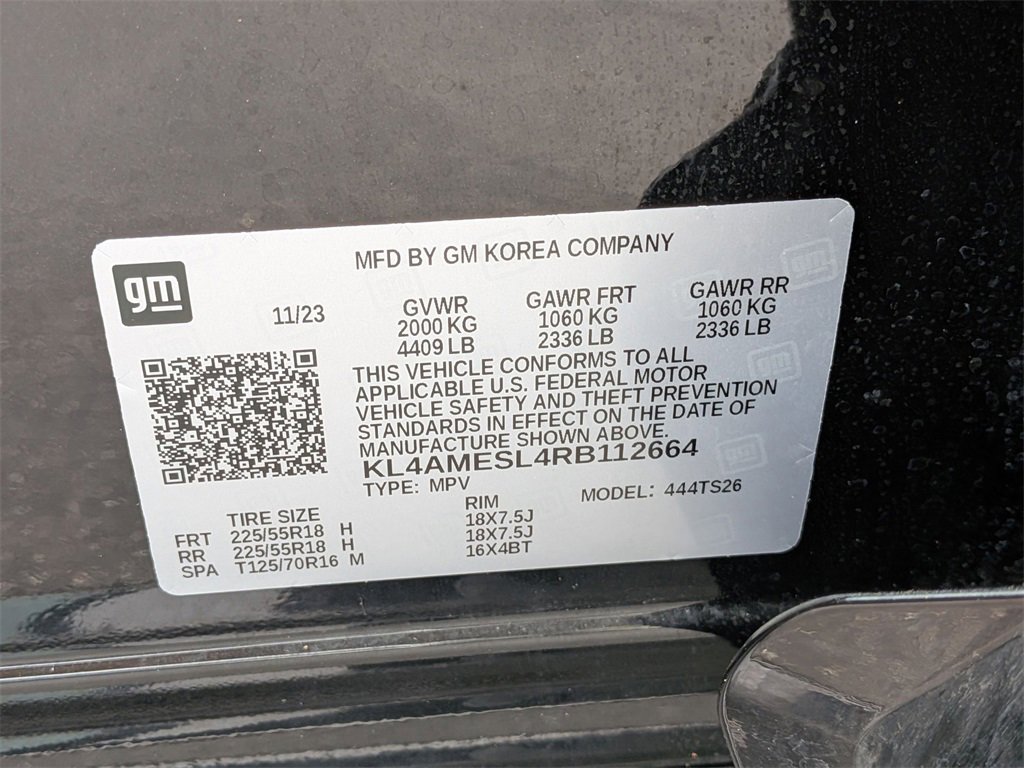 gm
MFD BY GM KOREA COMPANY
11/23
GVWR
2000 KG
4409 LB
GAWR FRT
1060 KG
2336 LB
GAWR RR
1060 KG
2336 LB
THIS VEHICLE CONFORMS TO ALL
APPLICABLE U.S. FEDERAL MOTOR
VEHICLE SAFETY AND THEFT PREVENTION
STANDARDS IN EFFECT ON THE DATE OF
MANUFACTURE SHOWN ABOVE.
KL4AMESL4RB112664
TYPE: MPV MODEL: 444TS26
TIRE SIZE RIM
FRT 225/55R18 H 18X7.5J
RR 225/55R18 H 18X7.5J
SPA T125/70R16 M 16X4BT